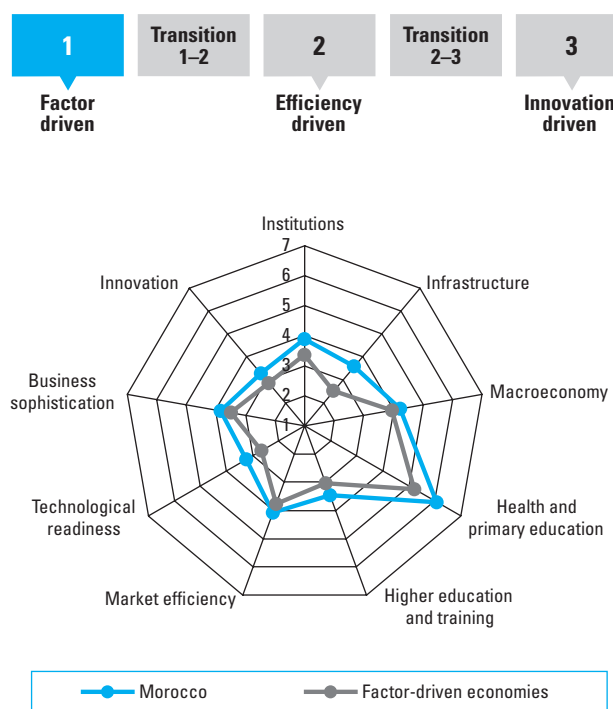 1
Transition
1–2
2
Transition
2–3
3
Factor
driven
Efficiency
driven
Innovation
driven
Institutions
7
6
5
4
3
2
1
Infrastructure
Macroeconomy
Health and
primary education
Higher education
and training
Market efficiency
Technological
readiness
Business
sophistication
Innovation
Morocco
Factor-driven economies